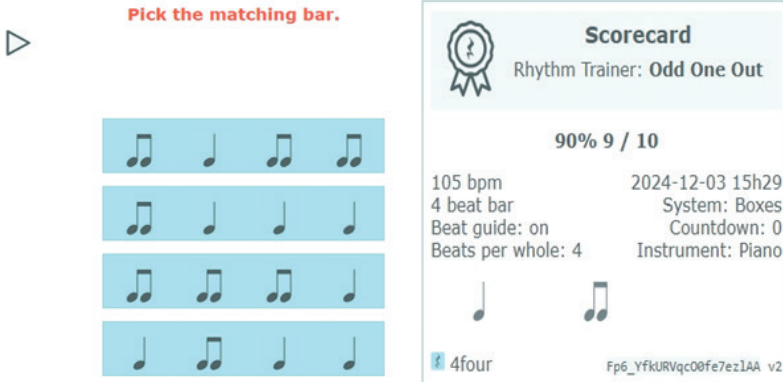 Pick the matching bar.
Scorecard
Rhythm Trainer: Odd One Out
90% 9 / 10
105 bpm
2024-12-03 15h29
4 beat bar
System: Boxes
Beat guide: on
Countdown: 0
Beats per whole: 4
Instrument: Piano
4four
Fp6_YfkURVqcO0fe7ezlAA v2